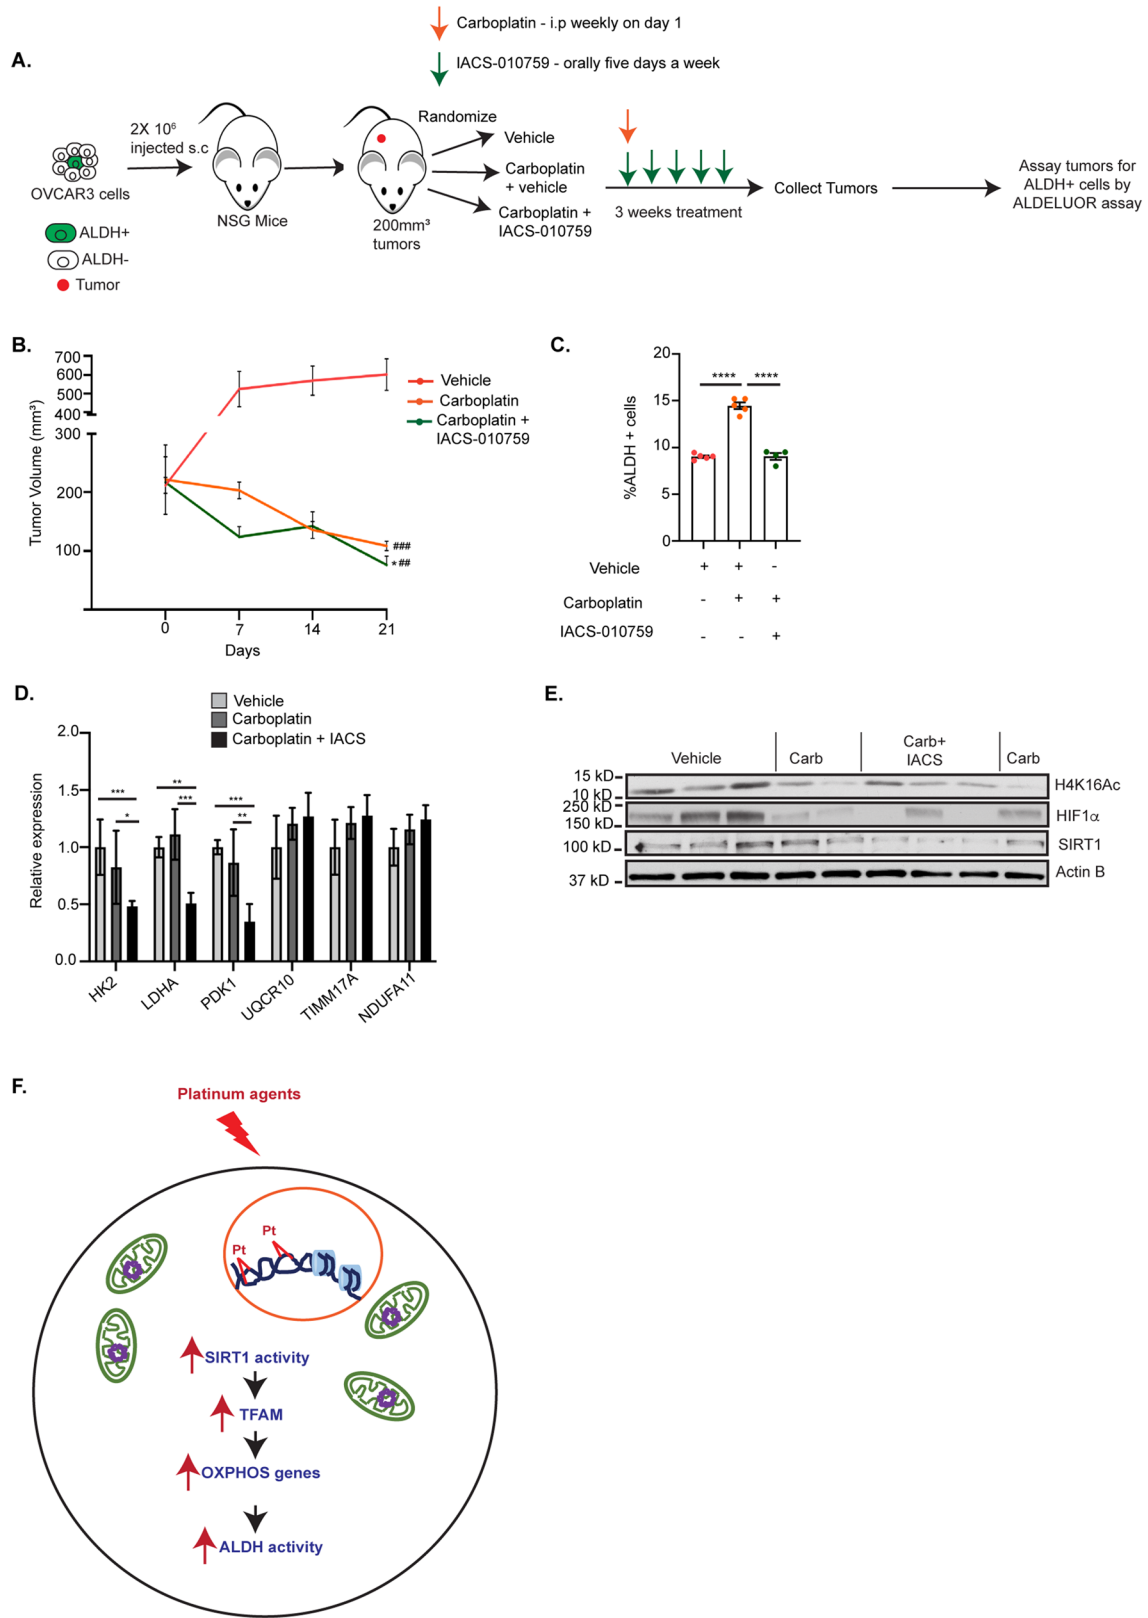 Carboplatin - i.p weekly on day 1
A.
IACS-010759 - orally five days a week
2X 10⁶
injected s.c
OVCAR3 cells
ALDH+
ALDH-
Tumor
NSG Mice
200mm³
tumors
Randomize
Vehicle
Carboplatin
+ vehicle
Carboplatin +
IACS-010759
3 weeks treatment
Collect Tumors
Assay tumors for
ALDH+ cells by
ALDELUOR assay
B.
Tumor Volume (mm³)
700
600
500
400
300
200
100
0
7
14
21
Days
Vehicle
Carboplatin
Carboplatin +
IACS-010759
###
* ##
C.
%ALDH + cells
20
15
10
5
0
**** ****
Vehicle + + -
Carboplatin - + +
IACS-010759 - - +
D.
Vehicle
Carboplatin
Carboplatin + IACS
Relative expression
2.0
1.5
1.0
0.5
0.0
***
*
**
***
***
**
HK2
LDHA
PDK1
UQCR10
TIMM17A
NDUFA11
E.
Vehicle
Carb
Carb+
IACS
Carb
15 kD
10 kD
H4K16Ac
250 kD
150 kD
HIF1α
100 kD
SIRT1
37 kD
Actin B
F.
Platinum agents
Pt
Pt
SIRT1 activity
TFAM
OXPHOS genes
ALDH activity